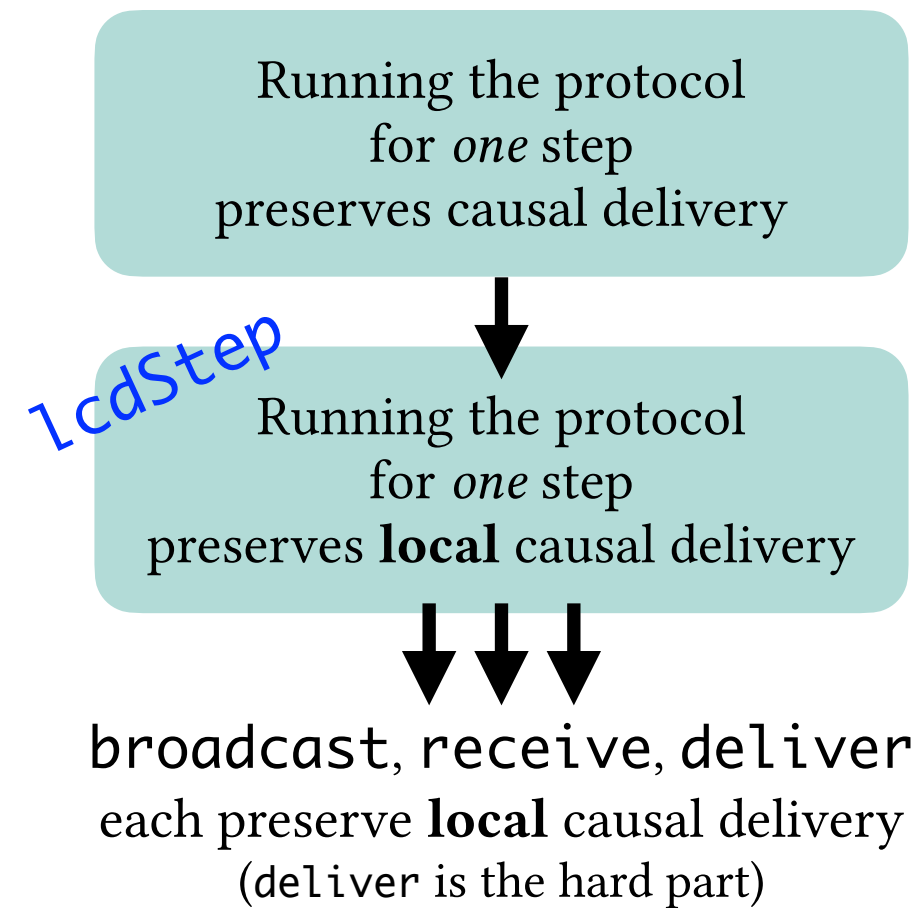 Running the protocol
for one step
preserves causal delivery
lcdStep
Running the protocol
for one step
preserves local causal delivery
broadcast, receive, deliver
each preserve local causal delivery
(deliver is the hard part)